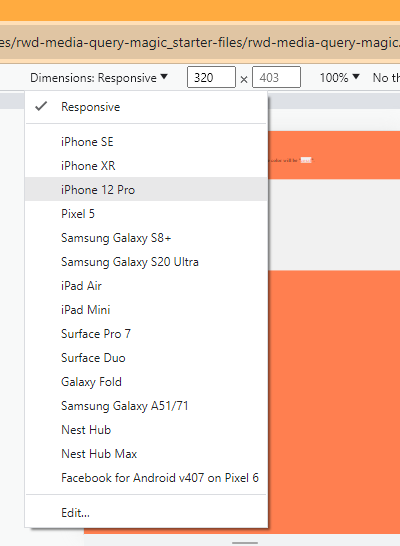 es/rwd-media-query-magic_starter-files/rwd-media-query-magic.
Dimensions: Responsive ▼ 320 × 403 100% ▼ No th
Responsive
iPhone SE
iPhone XR
iPhone 12 Pro
Pixel 5
Samsung Galaxy S8+
Samsung Galaxy S20 Ultra
iPad Air
iPad Mini
Surface Pro 7
Surface Duo
Galaxy Fold
Samsung Galaxy A51/71
Nest Hub
Nest Hub Max
Facebook for Android v407 on Pixel 6
Edit...